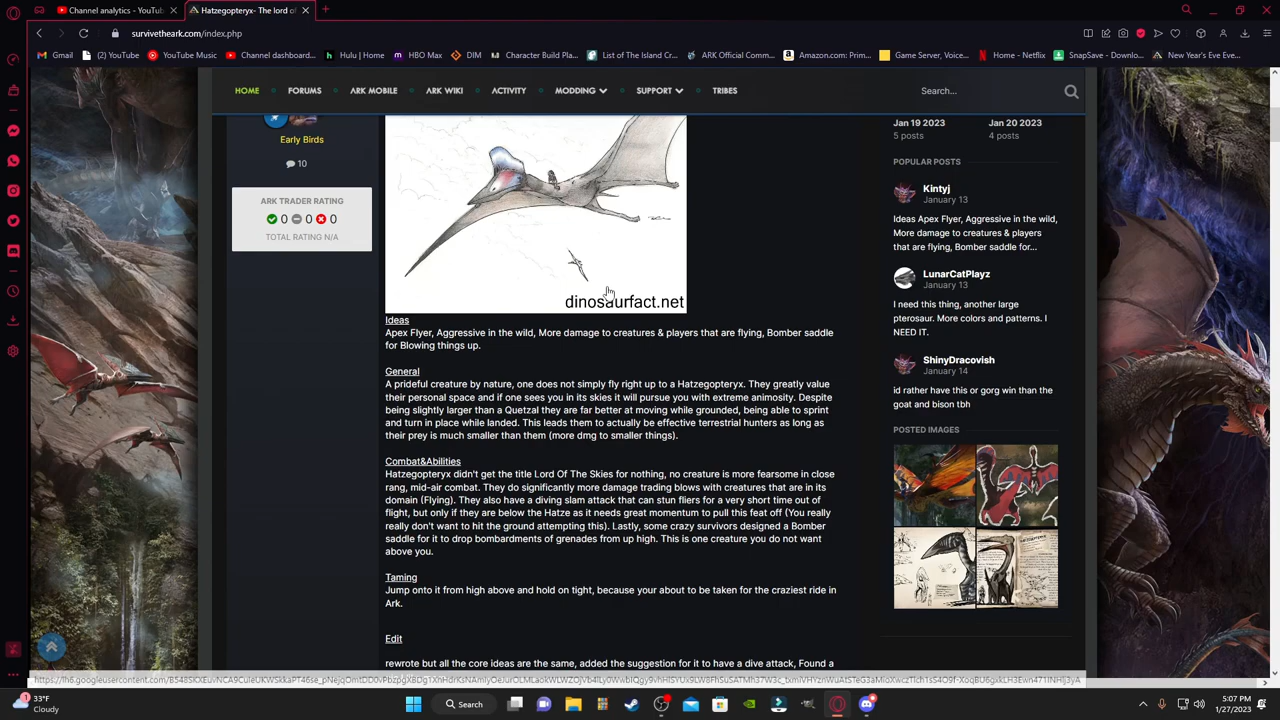 Channel analytics - YouTube
Hatzegopteryx- The lord of
survivetheark.com/index.php
Gmail
(2) YouTube
YouTube Music
Channel dashboard...
Hulu | Home
HBO Max
DIM
Character Build Plan...
List of The Island Cr...
ARK Official Comm...
Amazon.com: Prim...
Game Server, Voice...
Home - Netflix
SnapSave - Downlo...
New Year's Eve Eve...
HOME
FORUMS
ARK MOBILE
ARK WIKI
ACTIVITY
MODDING
SUPPORT
TRIBES
Search...
Early Birds
10
ARK TRADER RATING
0 0 0
TOTAL RATING N/A
dinosaurfact.net
Ideas
Apex Flyer, Aggressive in the wild, More damage to creatures & players that are flying, Bomber saddle
for Blowing things up.
General
A prideful creature by nature, one does not simply fly right up to a Hatzegopteryx. They greatly value
their personal space and if one sees you in its skies it will pursue you with extreme animosity. Despite
being slightly larger than a Quetzal they are far better at moving while grounded, being able to sprint
and turn in place while landed. This leads them to actually be effective terrestrial hunters as long as
their prey is much smaller than them (more dmg to smaller things).
Combat&Abilities
Hatzegopteryx didn't get the title Lord Of The Skies for nothing, no creature is more fearsome in close
rang, mid-air combat. They do significantly more damage trading blows with creatures that are in its
domain (Flying). They also have a diving slam attack that can stun fliers for a very short time out of
flight, but only if they are below the Hatze as it needs great momentum to pull this feat off (You really
really don't want to hit the ground attempting this). Lastly, some crazy survivors designed a Bomber
saddle for it to drop bombardments of grenades from up high. This is one creature you do not want
above you.
Taming
Jump onto it from high above and hold on tight, because your about to be taken for the craziest ride in
Ark.
Edit
rewrote but all the core ideas are the same, added the suggestion for it to have a dive attack, Found a
Jan 19 2023
5 posts
Jan 20 2023
4 posts
POPULAR POSTS
Kintyj
January 13
Ideas Apex Flyer, Aggressive in the wild,
More damage to creatures & players
that are flying, Bomber saddle for...
LunarCatPlayz
January 13
I need this thing, another large
pterosaur. More colors and patterns. I
NEED IT.
ShinyDracovish
January 14
id rather have this or gorg win than the
goat and bison tbh
POSTED IMAGES
33°F
Cloudy
Search
5:07 PM
1/27/2023